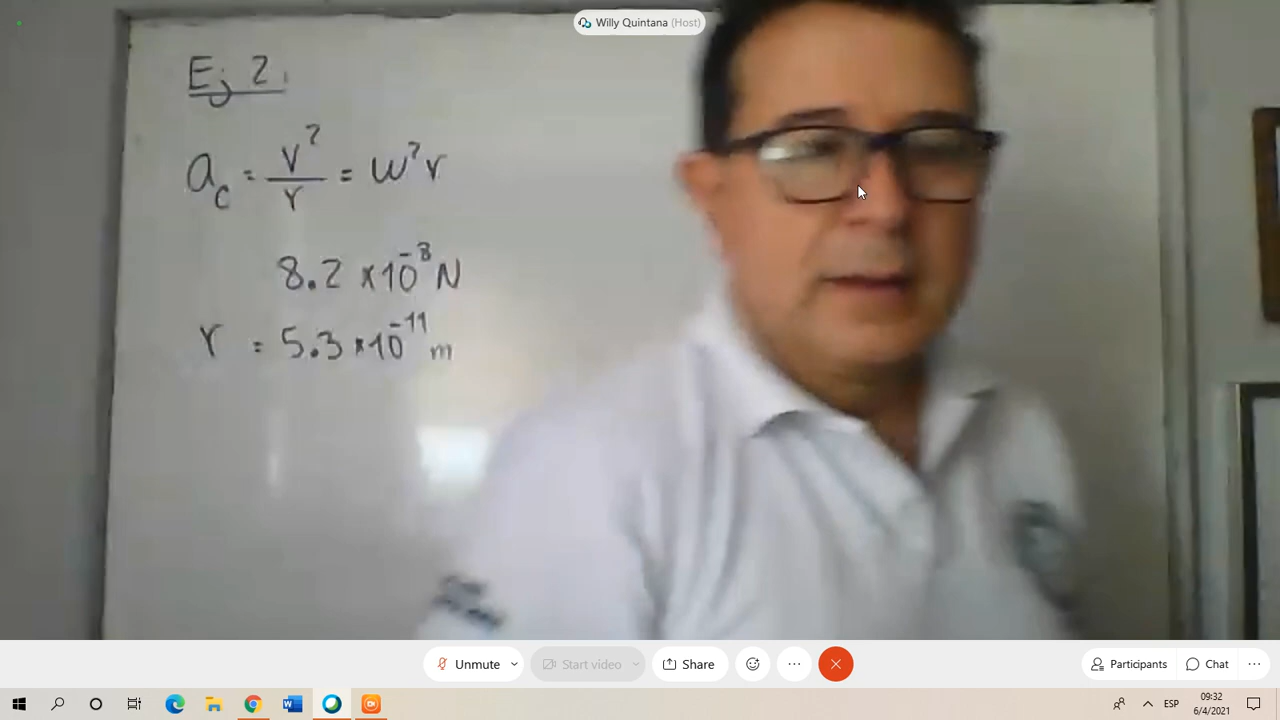 Willy Quintana (Host)
Ej 2.
a_c = v²/r = w²r
8.2 x10⁻⁸ N
r = 5.3 x10⁻¹¹ m
Unmute
Start video
Share
Participants
Chat
ESP
09:32
6/4/2021